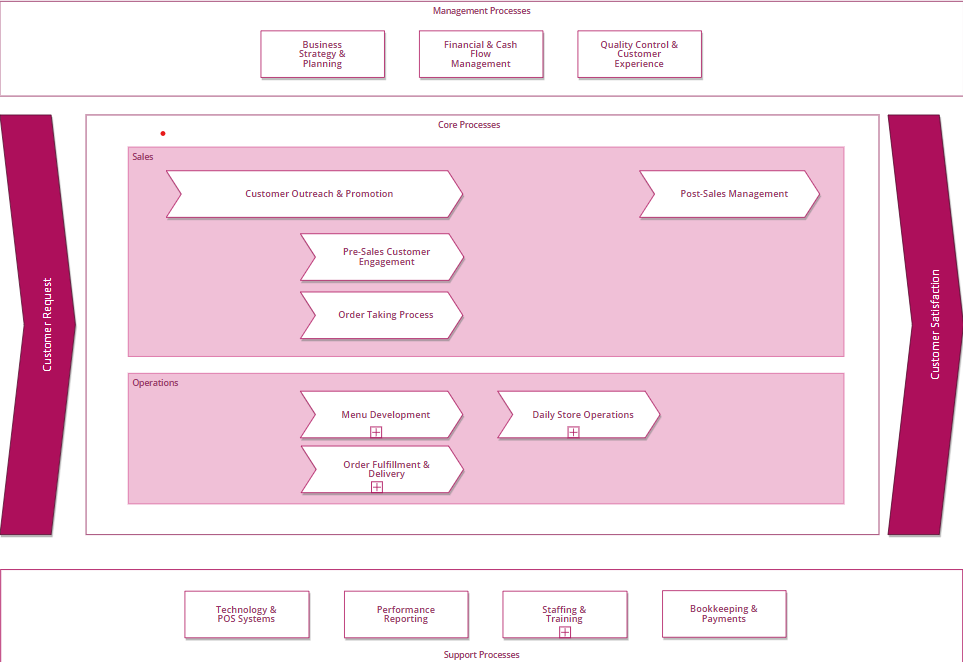 Management Processes
Business
Strategy &
Planning
Financial & Cash
Flow
Management
Quality Control &
Customer
Experience
Customer Request
Core Processes
Sales
Customer Outreach & Promotion
Post-Sales Management
Pre-Sales Customer
Engagement
Order Taking Process
Operations
Menu Development
Daily Store Operations
Order Fulfillment &
Delivery
Customer Satisfaction
Technology &
POS Systems
Performance
Reporting
Staffing &
Training
Bookkeeping &
Payments
Support Processes